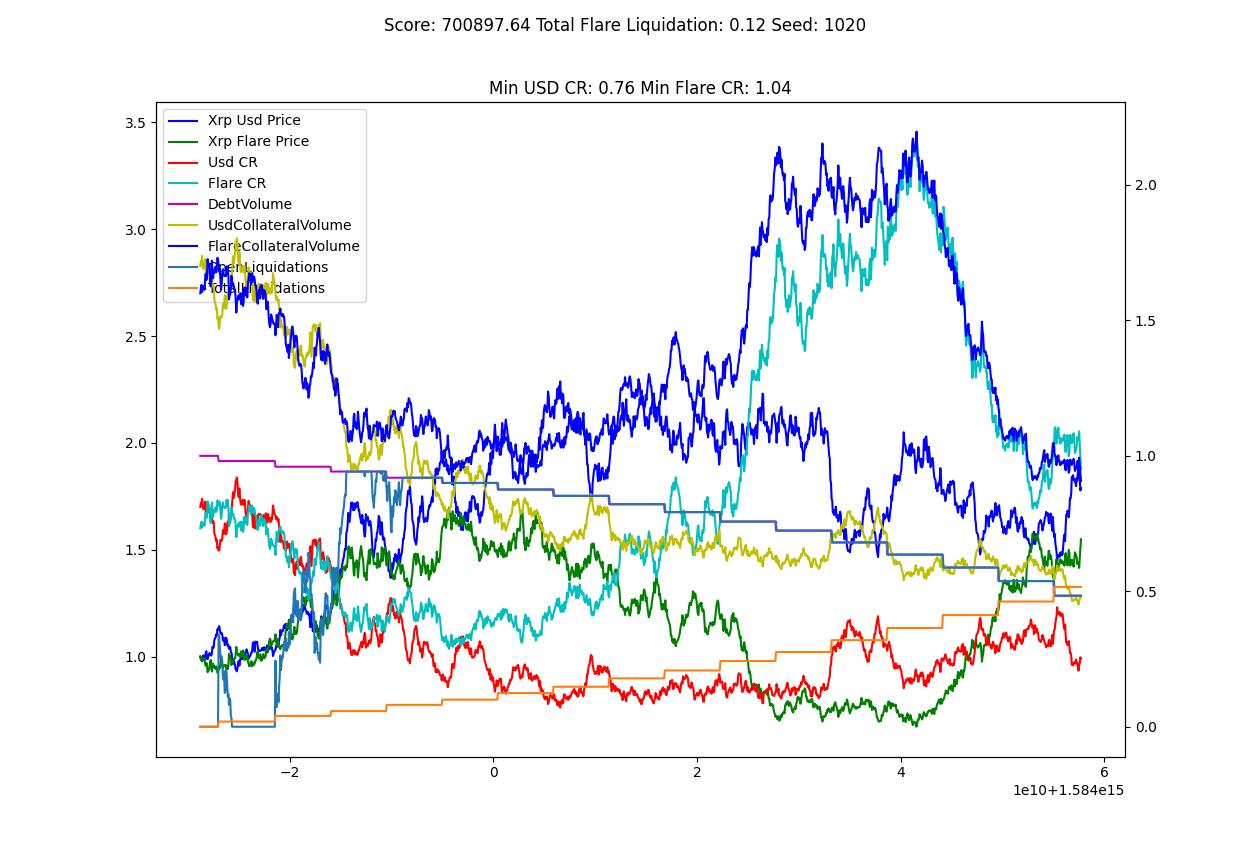 Score: 700897.64 Total Flare Liquidation: 0.12 Seed: 1020
Min USD CR: 0.76 Min Flare CR: 1.04
Xrp Usd Price
Xrp Flare Price
Usd CR
Flare CR
DebtVolume
UsdCollateralVolume
FlareCollateralVolume
OpenLiquidations
TotalLiquidations
3.5
3.0
2.5
2.0
1.5
1.0
2.0
1.5
1.0
0.5
0.0
−2
0
2
4
6
1e10+1.584e15